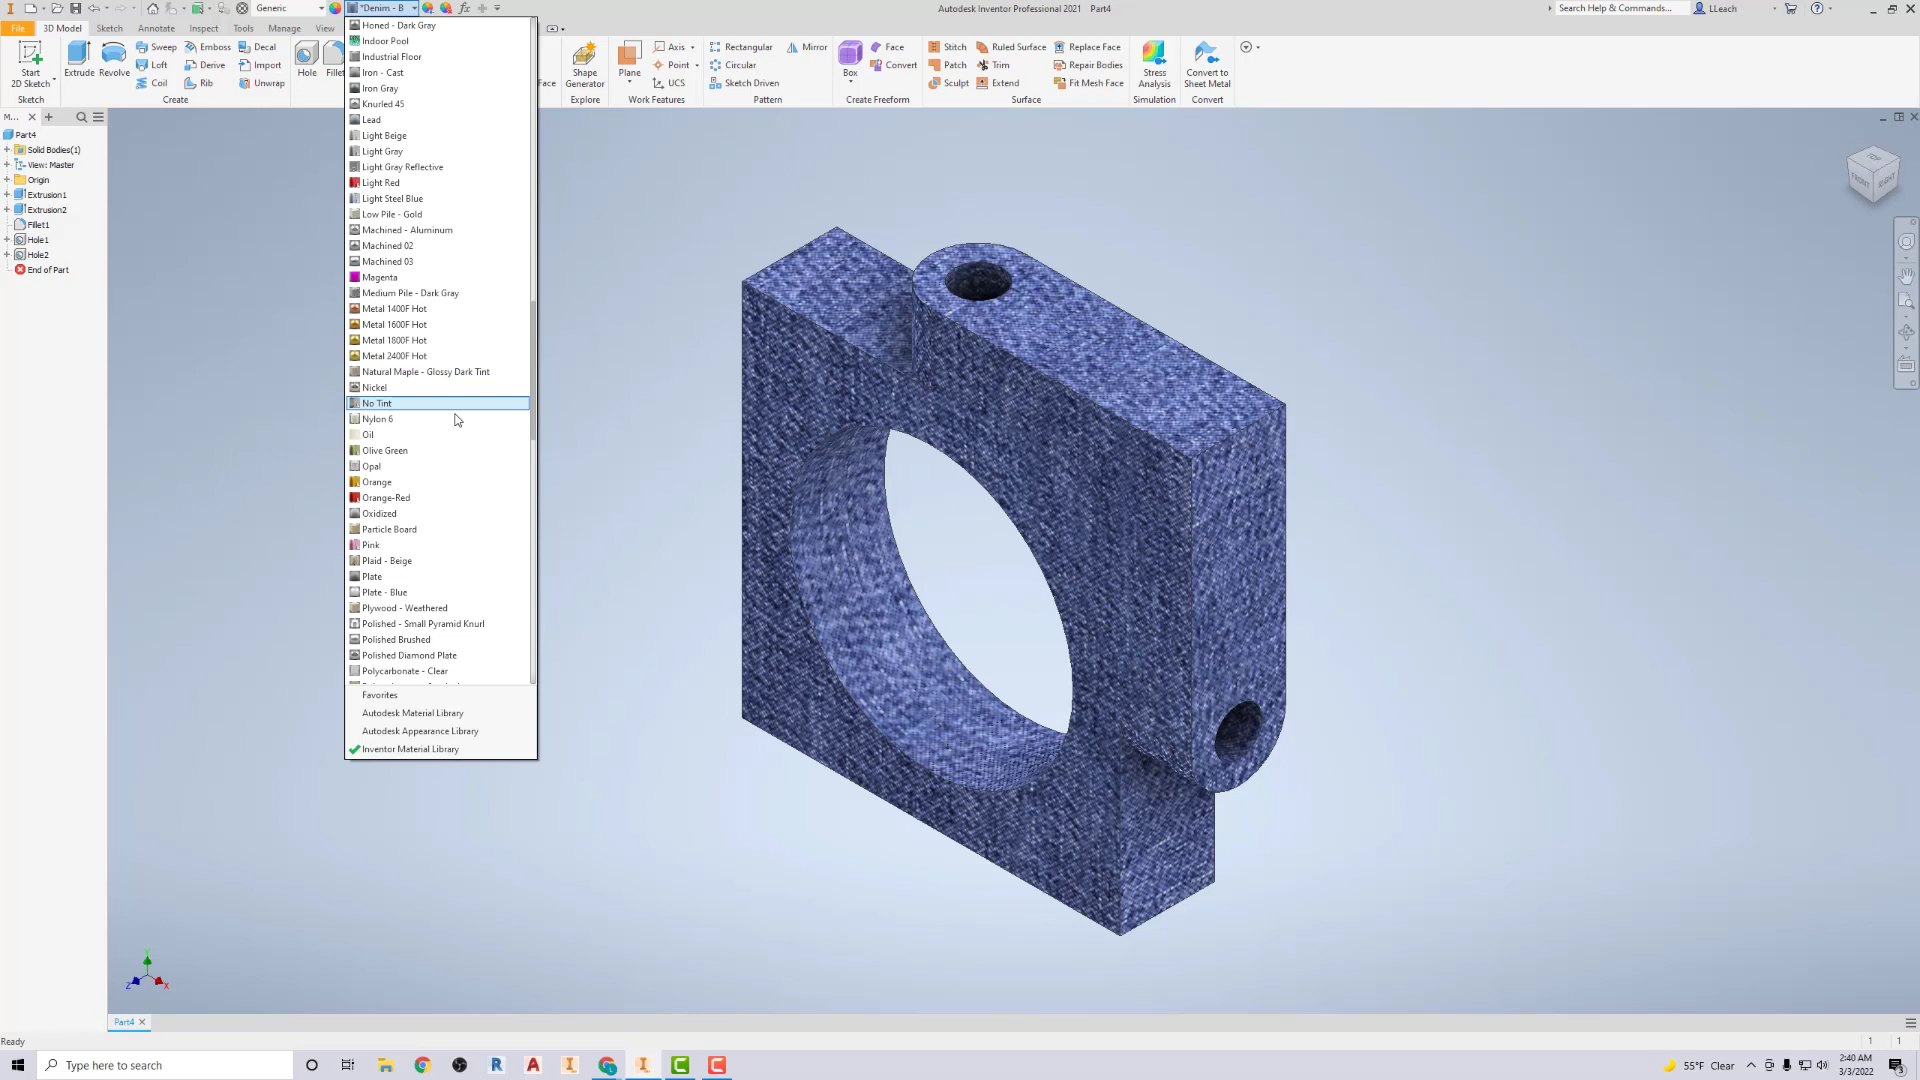 Generic
*Denim - B
Autodesk Inventor Professional 2021 Part4
Search Help & Commands...
LLeach
File
3D Model
Sketch
Annotate
Inspect
Tools
Manage
View
Start
2D Sketch
Sketch
Extrude
Revolve
Sweep
Loft
Coil
Emboss
Derive
Rib
Decal
Import
Unwrap
Create
Hole
Fillet
Face
Shape
Generator
Explore
Plane
Axis
Point
UCS
Work Features
Rectangular
Circular
Sketch Driven
Mirror
Pattern
Box
Face
Convert
Create Freeform
Stitch
Patch
Sculpt
Ruled Surface
Trim
Extend
Replace Face
Repair Bodies
Fit Mesh Face
Surface
Stress
Analysis
Simulation
Convert to
Sheet Metal
Convert
M...
Part4
Solid Bodies(1)
View: Master
Origin
Extrusion1
Extrusion2
Fillet1
Hole1
Hole2
End of Part
Honed - Dark Gray
Indoor Pool
Industrial Floor
Iron - Cast
Iron Gray
Knurled 45
Lead
Light Beige
Light Gray
Light Gray Reflective
Light Red
Light Steel Blue
Low Pile - Gold
Machined - Aluminum
Machined 02
Machined 03
Magenta
Medium Pile - Dark Gray
Metal 1400F Hot
Metal 1600F Hot
Metal 1800F Hot
Metal 2400F Hot
Natural Maple - Glossy Dark Tint
Nickel
No Tint
Nylon 6
Oil
Olive Green
Opal
Orange
Orange-Red
Oxidized
Particle Board
Pink
Plaid - Beige
Plate
Plate - Blue
Plywood - Weathered
Polished - Small Pyramid Knurl
Polished Brushed
Polished Diamond Plate
Polycarbonate - Clear
Favorites
Autodesk Material Library
Autodesk Appearance Library
Inventor Material Library
TOP
FRONT
RIGHT
Y
Z
X
Part4
Ready
1 1
Type here to search
55°F Clear
2:40 AM
3/3/2022